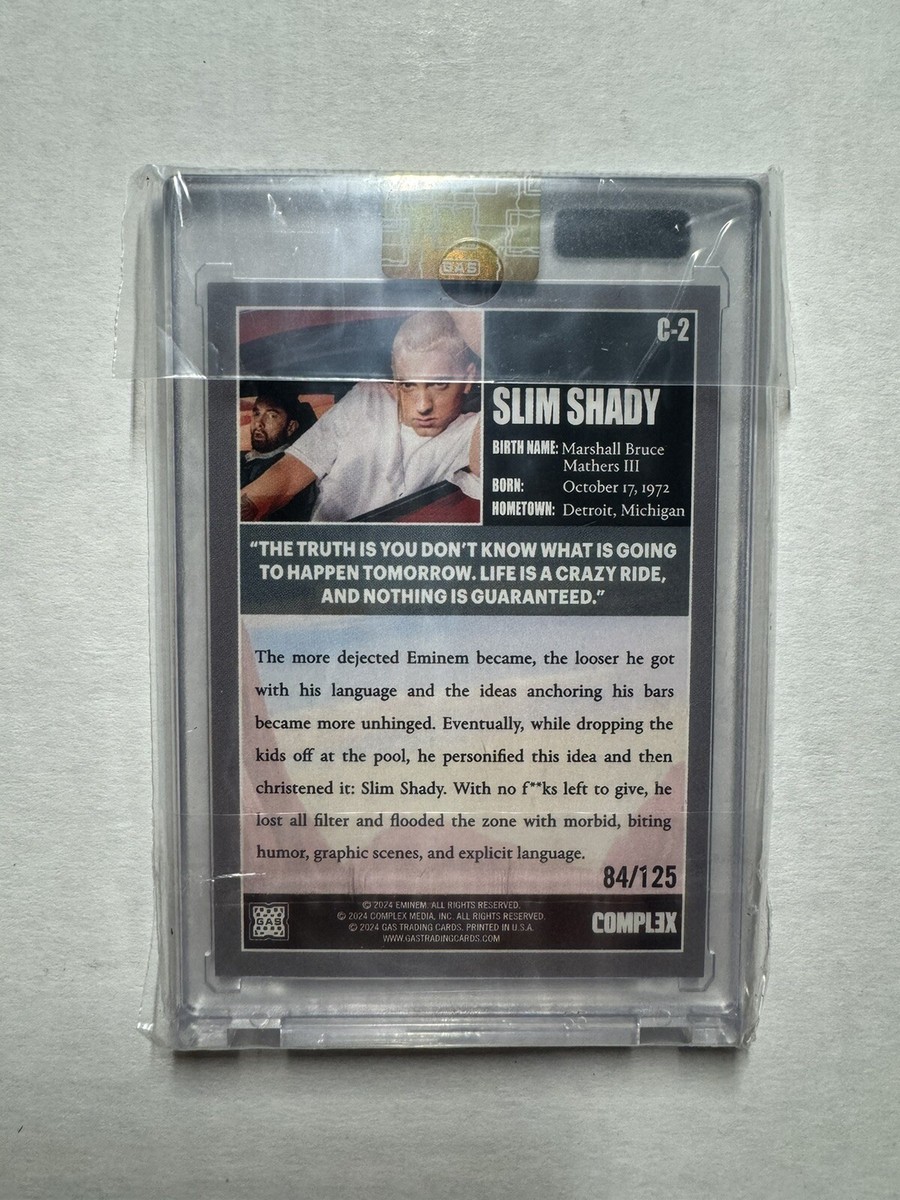 GAS
C-2
SLIM SHADY
BIRTH NAME: Marshall Bruce
Mathers III
BORN: October 17, 1972
HOMETOWN: Detroit, Michigan
“THE TRUTH IS YOU DON’T KNOW WHAT IS GOING
TO HAPPEN TOMORROW. LIFE IS A CRAZY RIDE,
AND NOTHING IS GUARANTEED.”
The more dejected Eminem became, the looser he got
with his language and the ideas anchoring his bars
became more unhinged. Eventually, while dropping the
kids off at the pool, he personified this idea and then
christened it: Slim Shady. With no f**ks left to give, he
lost all filter and flooded the zone with morbid, biting
humor, graphic scenes, and explicit language.
84/125
GAS
© 2024 EMINEM. ALL RIGHTS RESERVED.
© 2024 COMPLEX MEDIA, INC. ALL RIGHTS RESERVED.
© 2024 GAS TRADING CARDS. PRINTED IN U.S.A.
WWW.GASTRADINGCARDS.COM
COMPLƎX